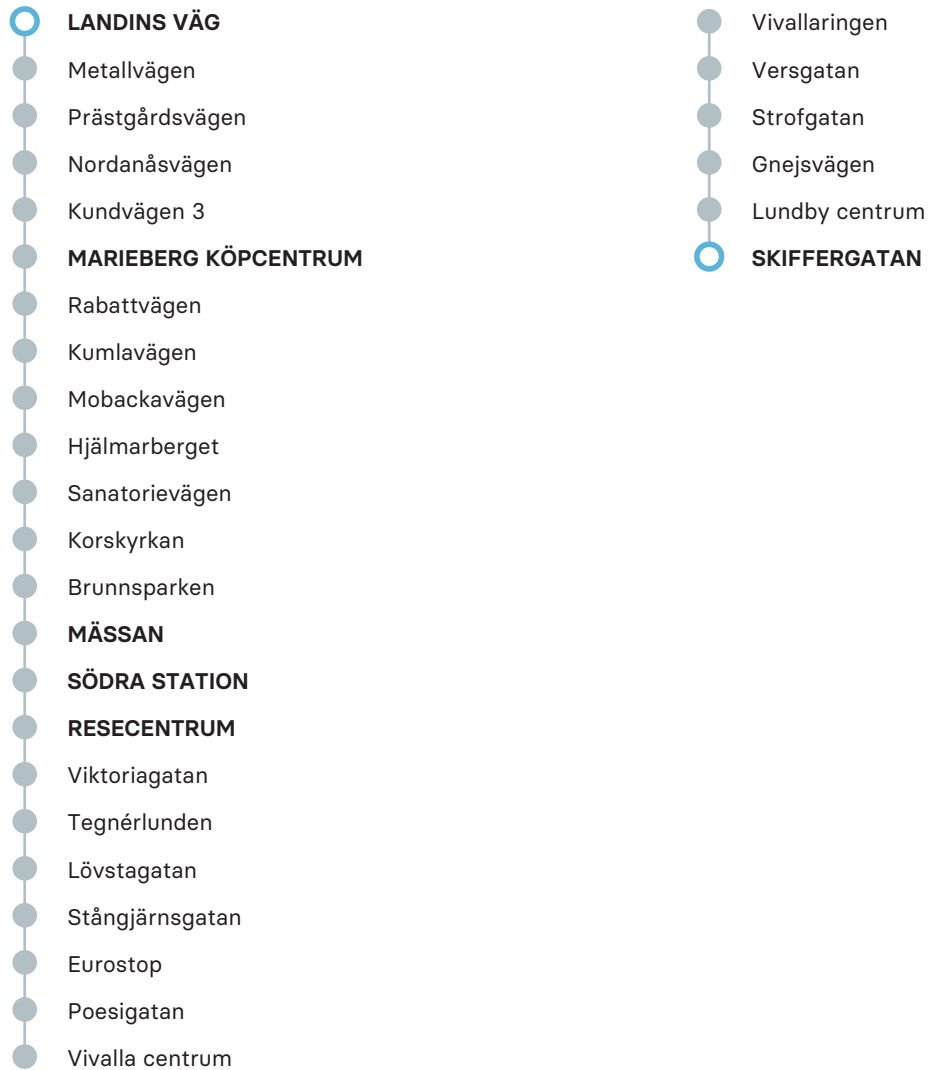 LANDINS VÄG
Metallvägen
Prästgårdsvägen
Nordanåsvägen
Kundvägen 3
MARIEBERG KÖPCENTRUM
Rabattvägen
Kumlavägen
Mobackavägen
Hjälmarberget
Sanatorievägen
Korskyrkan
Brunnsparken
MÄSSAN
SÖDRA STATION
RESECENTRUM
Viktoriagatan
Tegnérlunden
Lövstagatan
Stångjärnsgatan
Eurostop
Poesigatan
Vivalla centrum
Vivallaringen
Versgatan
Strofgatan
Gnejsvägen
Lundby centrum
SKIFFERGATAN